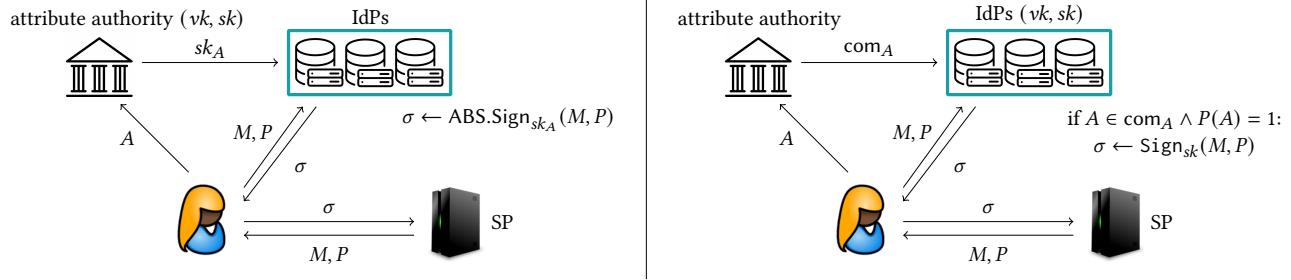 attribute authority (vk, sk)
IdPs
sk_A
A
M, P
σ
σ ← ABS.Sign_{sk_A}(M, P)
σ
M, P
SP
attribute authority
IdPs (vk, sk)
com_A
A
M, P
σ
if A ∈ com_A ∧ P(A) = 1:
σ ← Sign_{sk}(M, P)
σ
M, P
SP